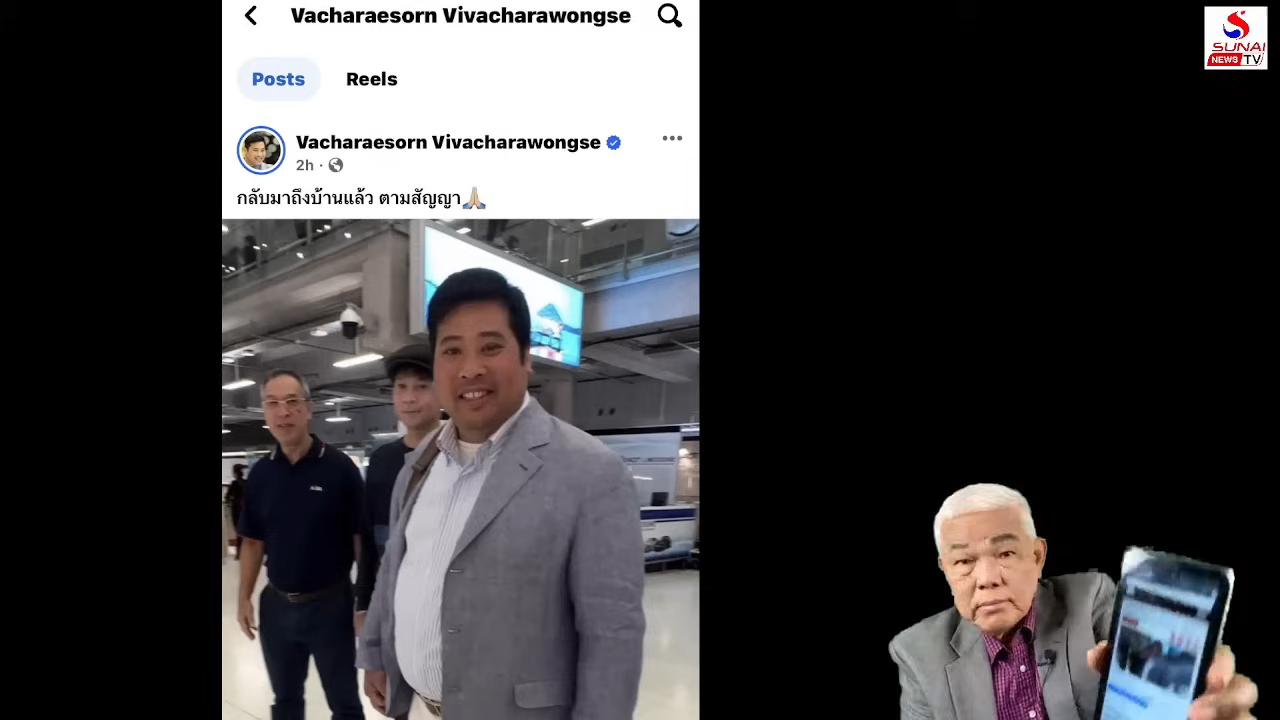 Vacharaesorn Vivacharawongse
SUNAI
NEWS TV
Posts Reels
Vacharaesorn Vivacharawongse
2h ·
กลับมาถึงบ้านแล้ว ตามสัญญา🙏🏼